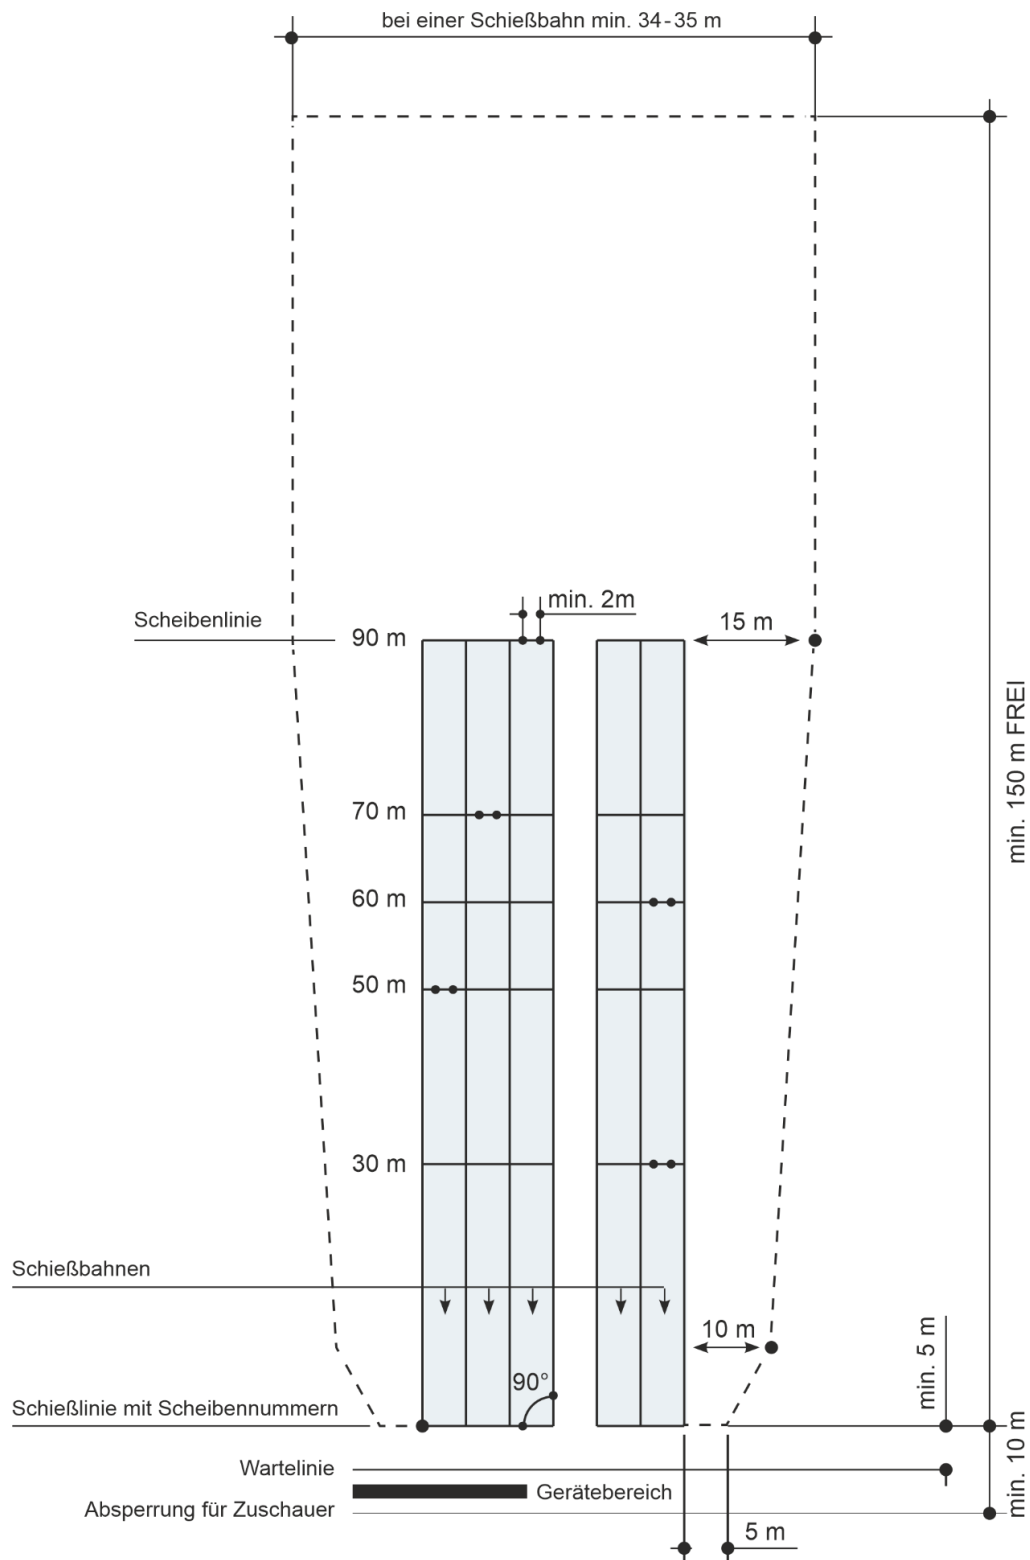 bei einer Schießbahn min. 34-35 m
min. 2m
Scheibenlinie
90 m
15 m
min. 150 m FREI
70 m
60 m
50 m
30 m
Schießbahnen
10 m
min. 5 m
90°
Schießlinie mit Scheibennummern
min. 10 m
Wartelinie
Gerätebereich
Absperrung für Zuschauer
5 m